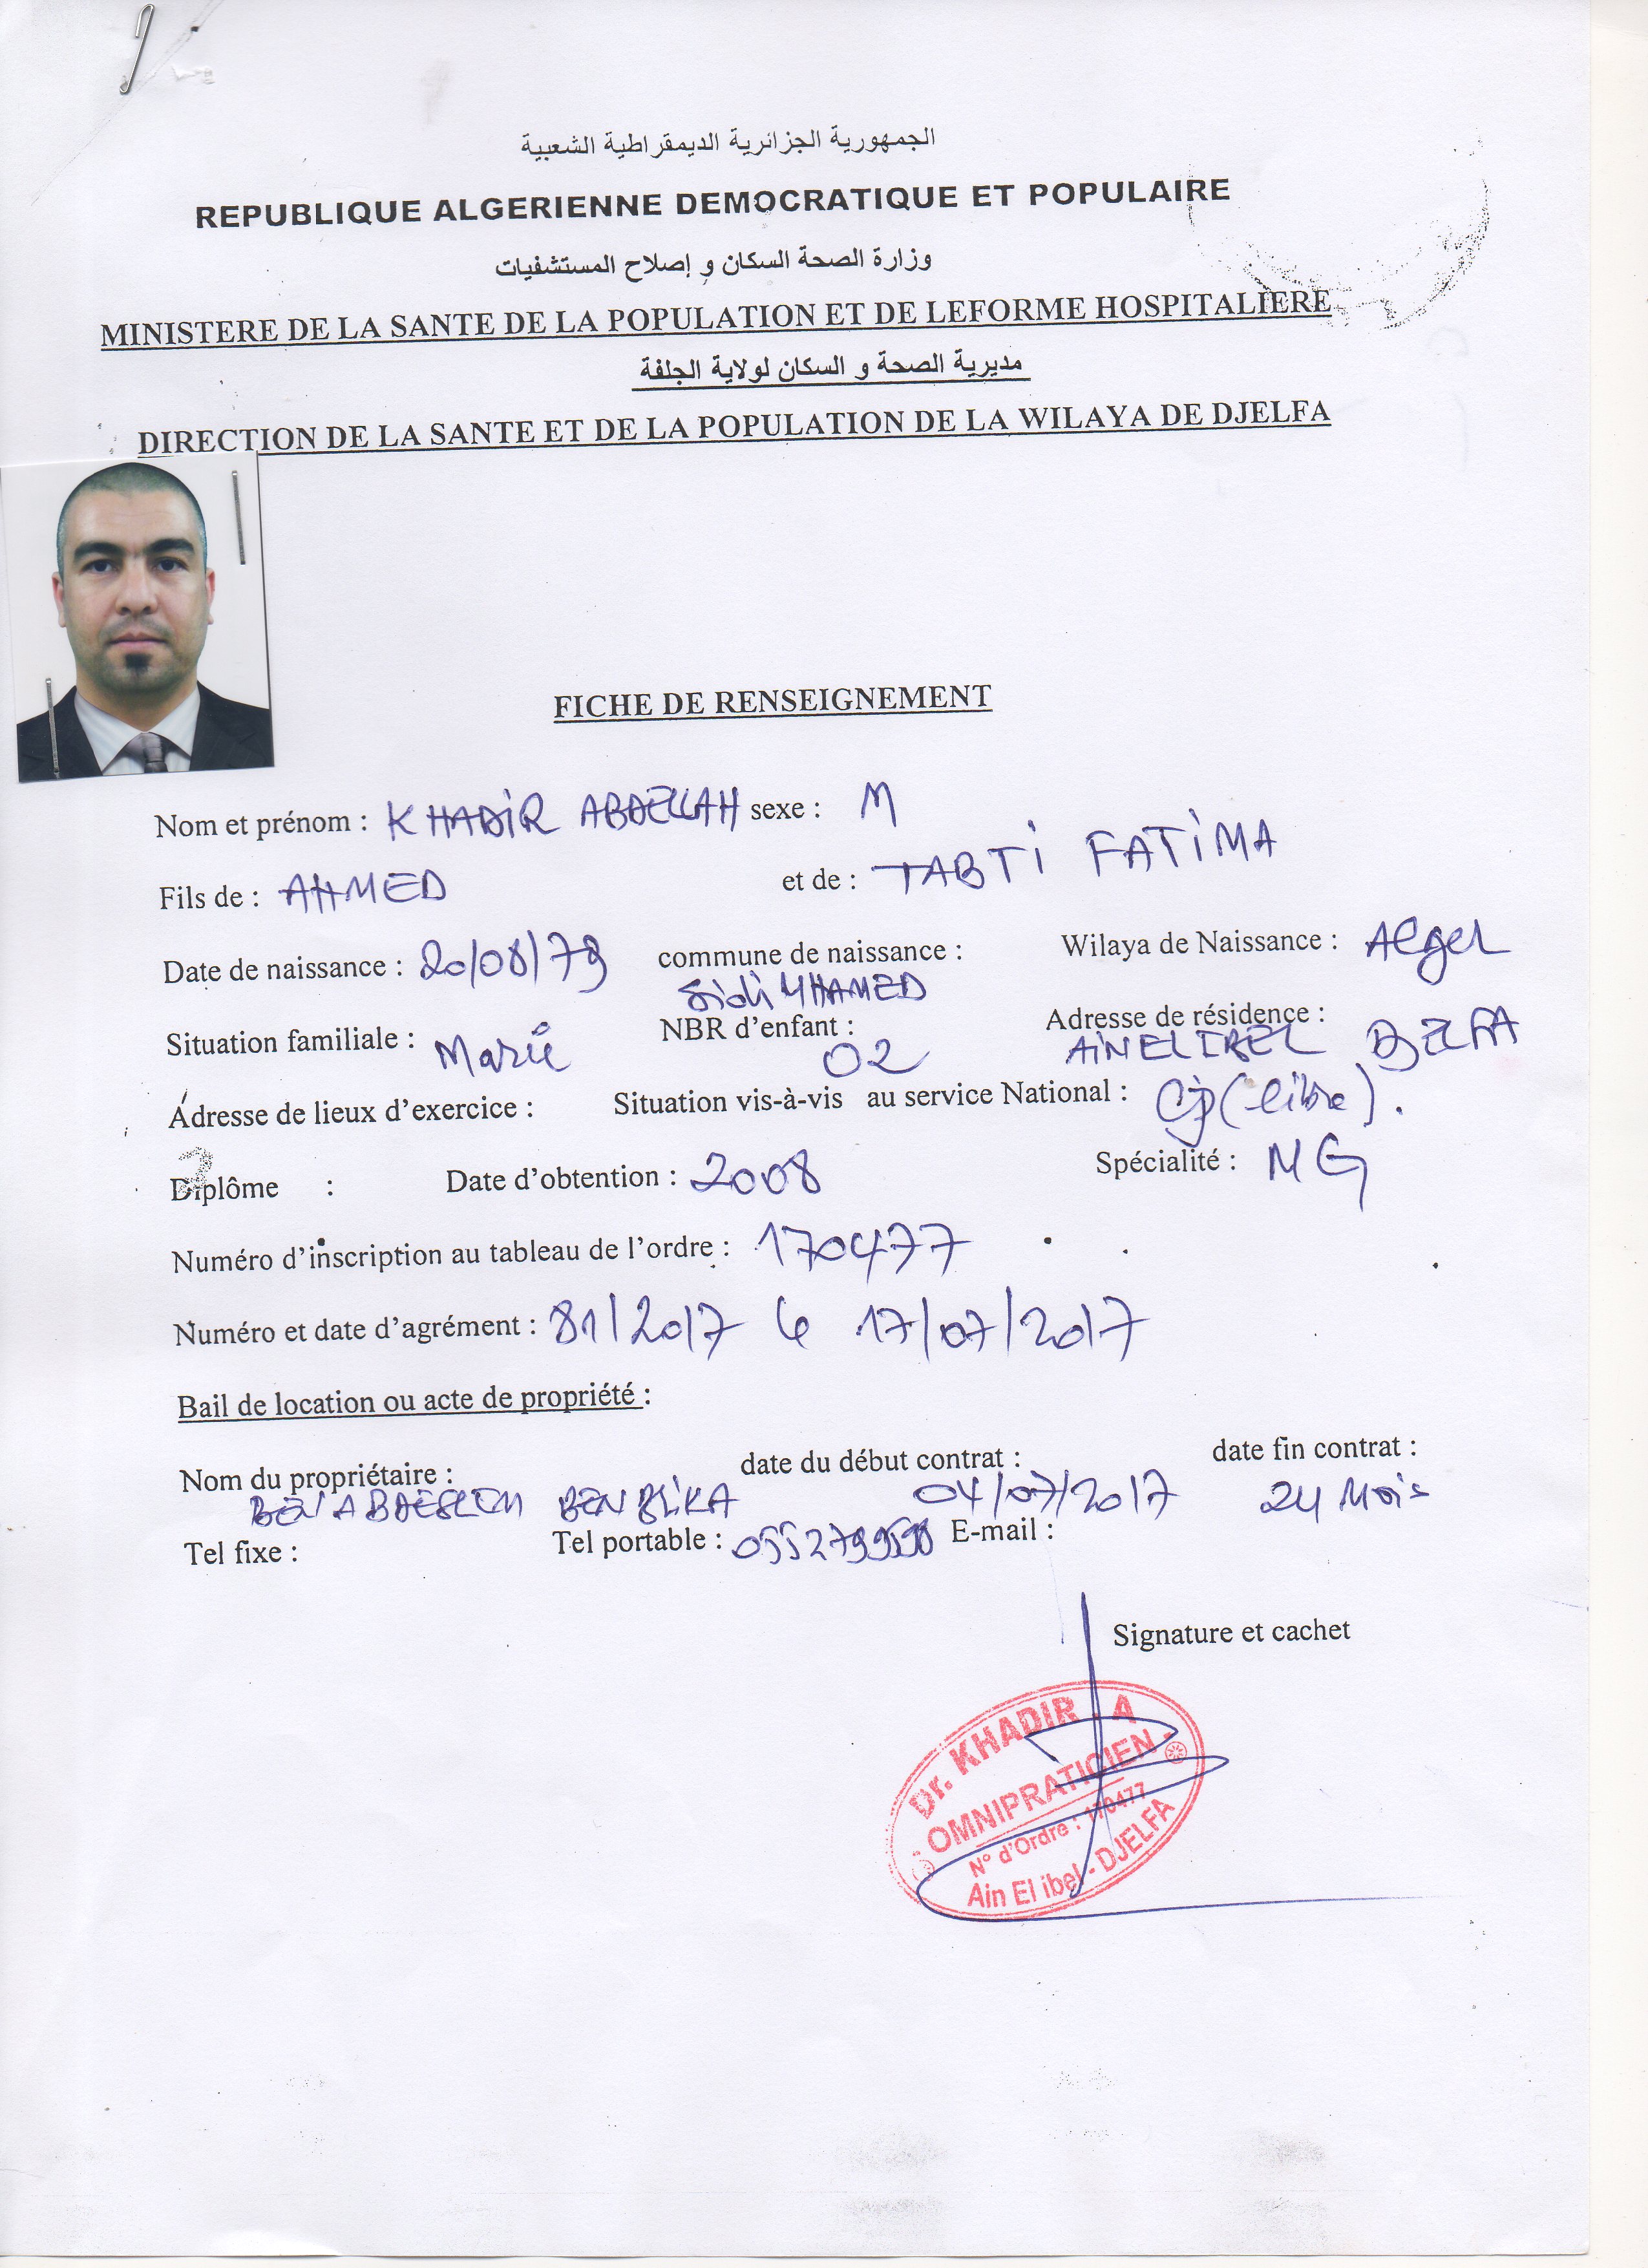 الجمهورية الجزائرية الديمقراطية الشعبية
REPUBLIQUE ALGERIENNE DEMOCRATIQUE ET POPULAIRE
وزارة الصحة السكان و إصلاح المستشفيات
MINISTERE DE LA SANTE DE LA POPULATION ET DE LEFORME HOSPITALIERE
مديرية الصحة و السكان لولاية الجلفة
DIRECTION DE LA SANTE ET DE LA POPULATION DE LA WILAYA DE DJELFA
FICHE DE RENSEIGNEMENT
Nom et prénom : KHADIR ABDELLAH sexe : M
Fils de : AHMED et de : TABTI FATIMA
Date de naissance : 20/08/79 commune de naissance : Wilaya de Naissance : Alger
Sidi MHAMED
Situation familiale : Marié NBR d'enfant : 02 Adresse de résidence :
AIN EL IBEL DJELFA
Adresse de lieux d'exercice : Situation vis-à-vis au service National : (libre).
Diplôme : Date d'obtention : 2008 Spécialité : MG
Numéro d'inscription au tableau de l'ordre : 170477
Numéro et date d'agrément : 81/2017 le 17/07/2017
Bail de location ou acte de propriété :
Nom du propriétaire : date du début contrat : date fin contrat :
04/07/2017 24 Mois
Tel fixe : Tel portable : E-mail :
Signature et cachet
Dr. KHADIR - A
OMNIPRATICIEN
N° d'Ordre : 170477
Ain El ibel - DJELFA